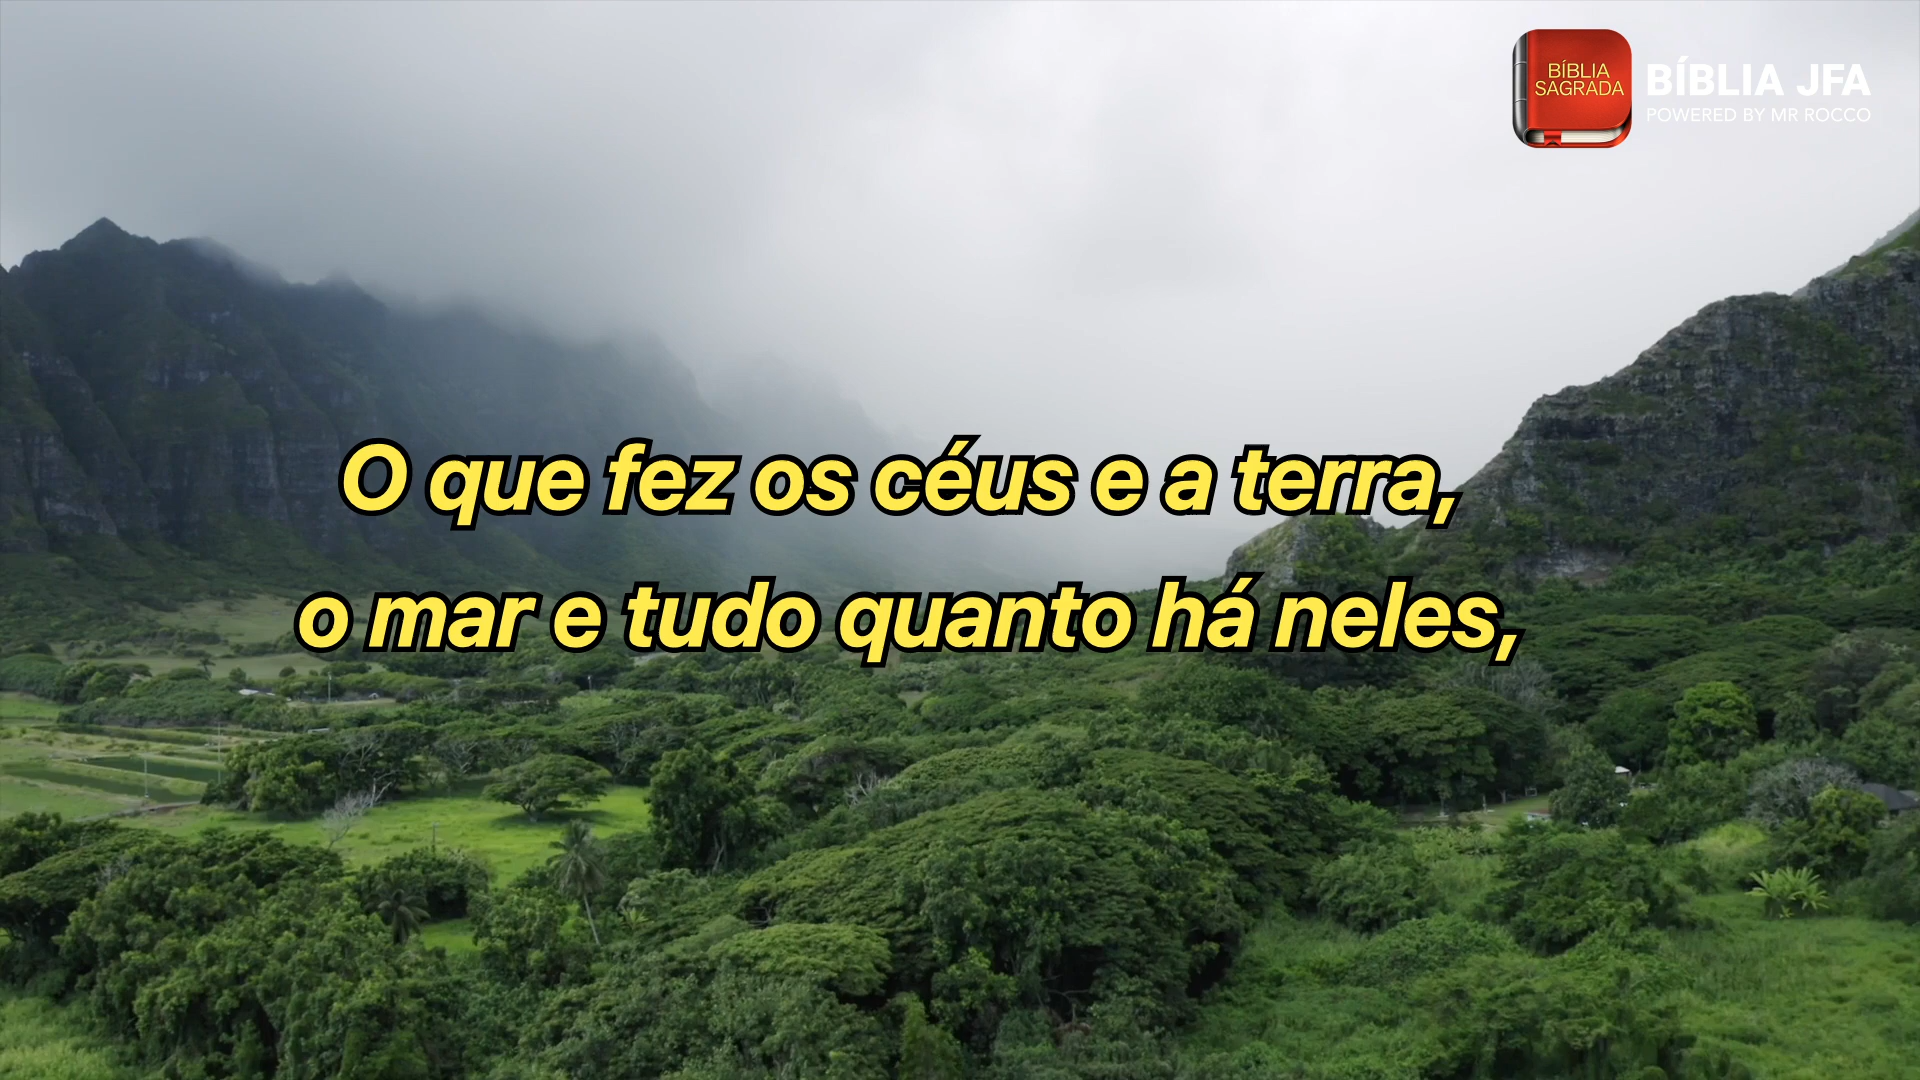 BÍBLIA
SAGRADA
BÍBLIA JFA
POWERED BY MR ROCCO
O que fez os céus e a terra,
o mar e tudo quanto há neles,